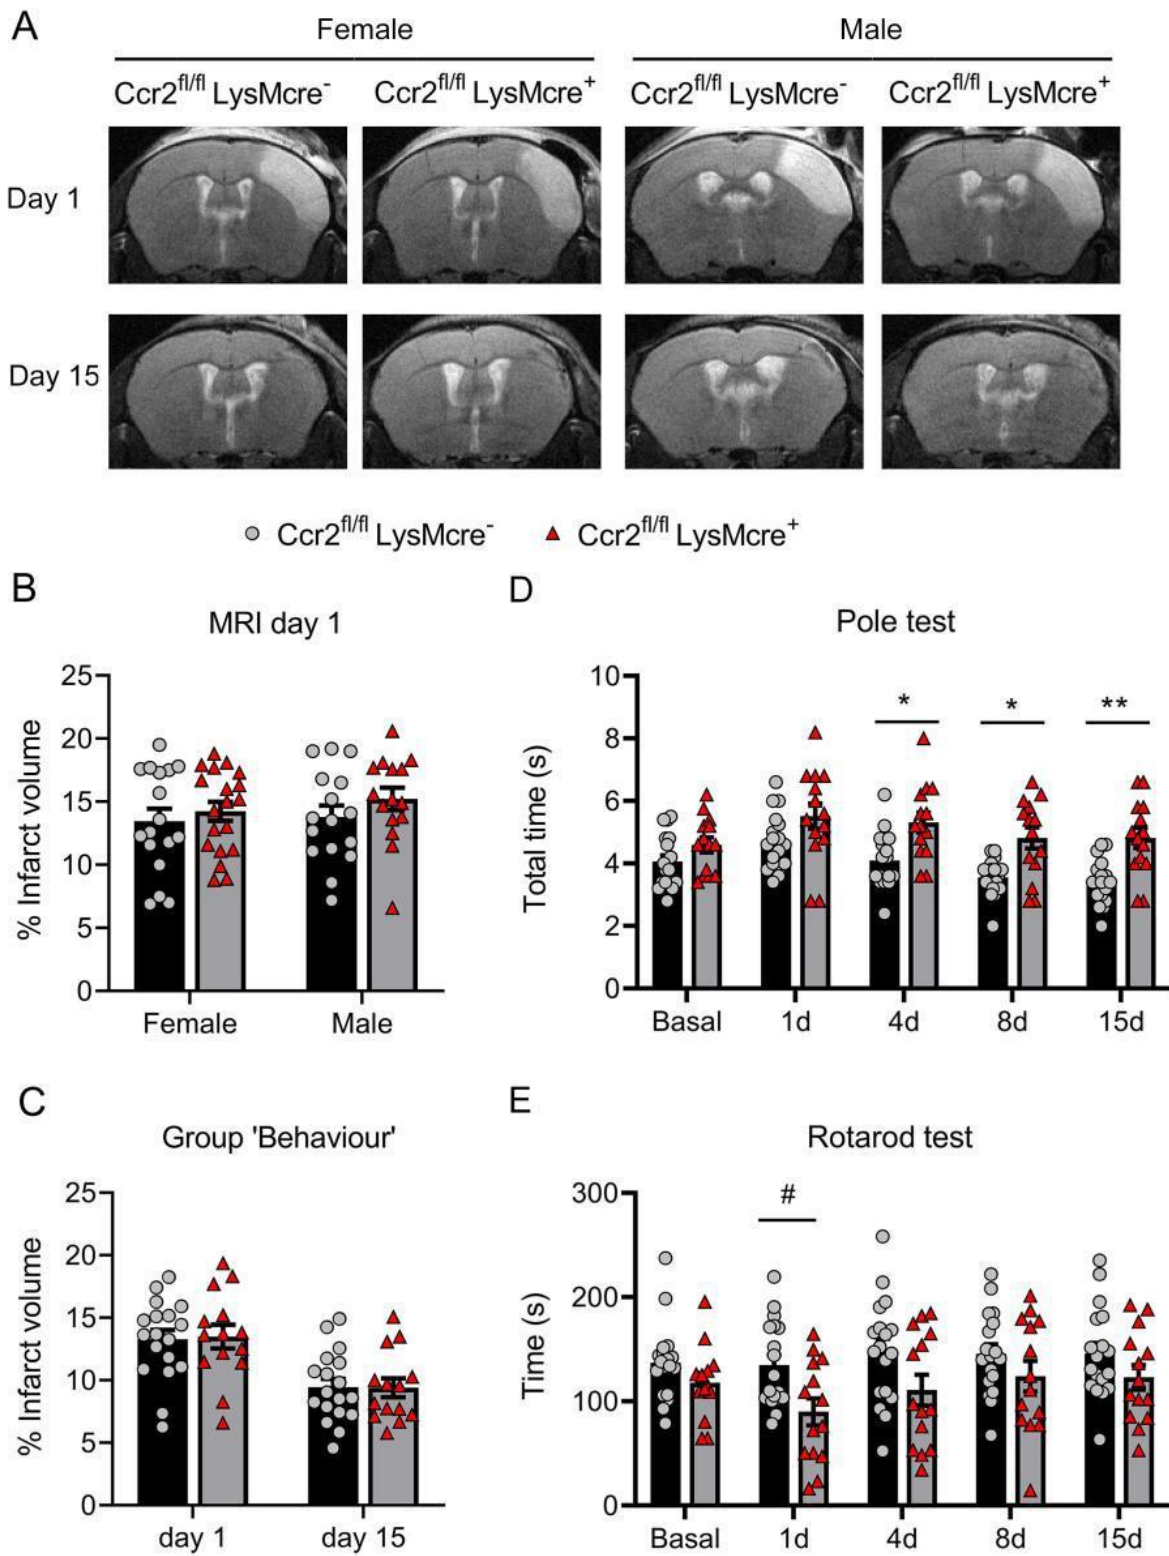 A
Female
Male
Ccr2fl/fl LysMcre-
Ccr2fl/fl LysMcre+
Ccr2fl/fl LysMcre-
Ccr2fl/fl LysMcre+
Day 1
Day 15
Ccr2fl/fl LysMcre-
Ccr2fl/fl LysMcre+
B
MRI day 1
% Infarct volume
25
20
15
10
5
0
Female
Male
D
Pole test
Total time (s)
10
8
6
4
2
0
*
*
**
Basal
1d
4d
8d
15d
C
Group 'Behaviour'
% Infarct volume
25
20
15
10
5
0
day 1
day 15
E
Rotarod test
Time (s)
300
200
100
0
#
Basal
1d
4d
8d
15d